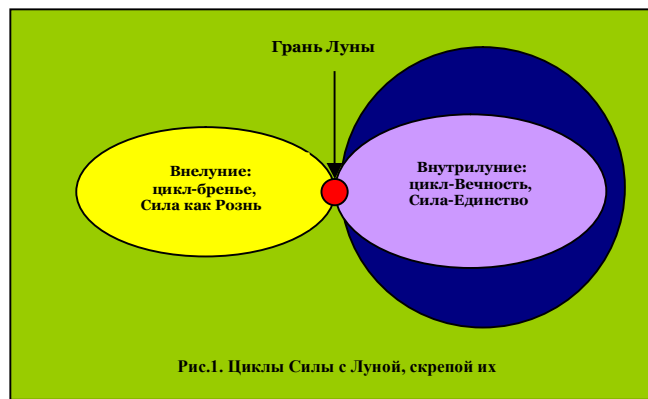 Грань Луны
Внелуние:
цикл-бренье,
Сила как Рознь
Внутрилуние:
цикл-Вечность,
Сила-Единство
Рис.1. Циклы Силы с Луной, скрепой их